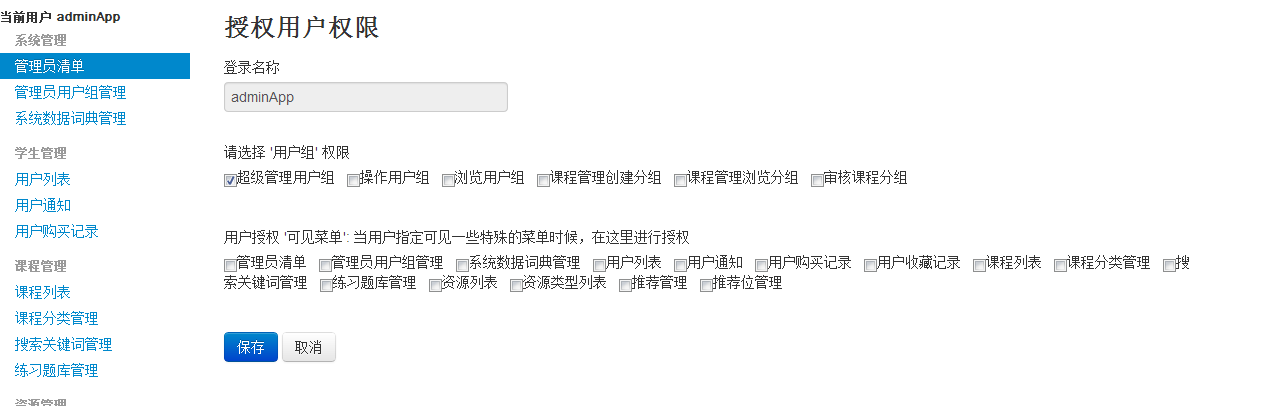 当前用户 adminApp
系统管理
管理员清单
管理员用户组管理
系统数据词典管理
学生管理
用户列表
用户通知
用户购买记录
课程管理
课程列表
课程分类管理
搜索关键词管理
练习题库管理
资源管理
授权用户权限
登录名称
adminApp
请选择 '用户组' 权限
超级管理用户组 操作用户组 浏览用户组 课程管理创建分组 课程管理浏览分组 审核课程分组
用户授权 '可见菜单': 当用户指定可见一些特殊的菜单时候，在这里进行授权
管理员清单 管理员用户组管理 系统数据词典管理 用户列表 用户通知 用户购买记录 用户收藏记录 课程列表 课程分类管理 搜
索关键词管理 练习题库管理 资源列表 资源类型列表 推荐管理 推荐位管理
保存 取消